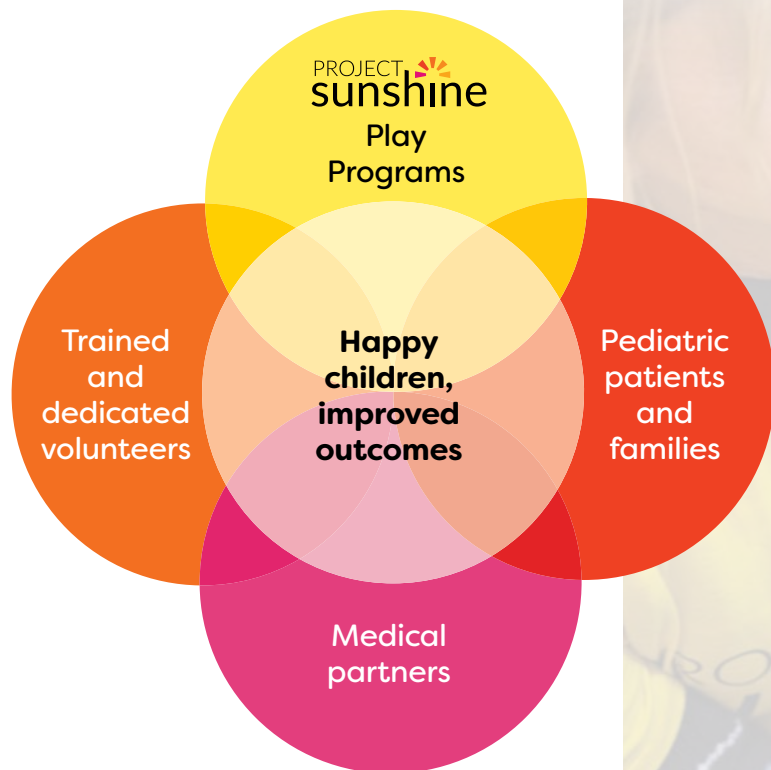 PROJECT
sunshine
Play
Programs
Trained
and
dedicated
volunteers
Happy
children,
improved
outcomes
Pediatric
patients
and
families
Medical
partners